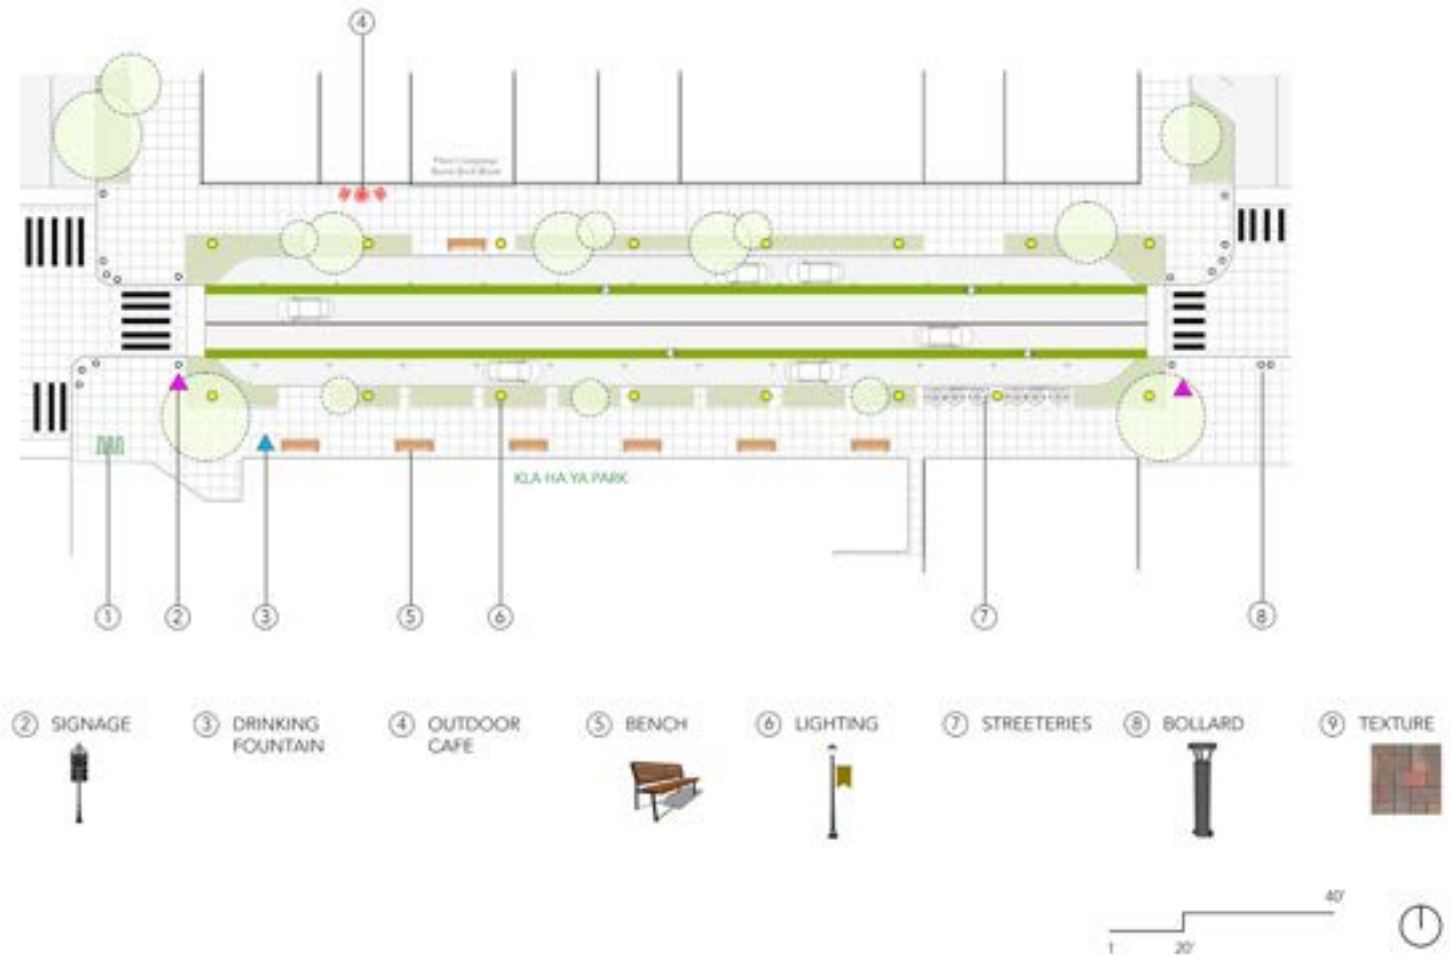 ④
KLA HA YA PARK
① ② ③ ⑤ ⑥ ⑦ ⑧
② SIGNAGE
③ DRINKING
FOUNTAIN
④ OUTDOOR
CAFE
⑤ BENCH
⑥ LIGHTING
⑦ STREETERIES
⑧ BOLLARD
⑨ TEXTURE
40'
1 20'